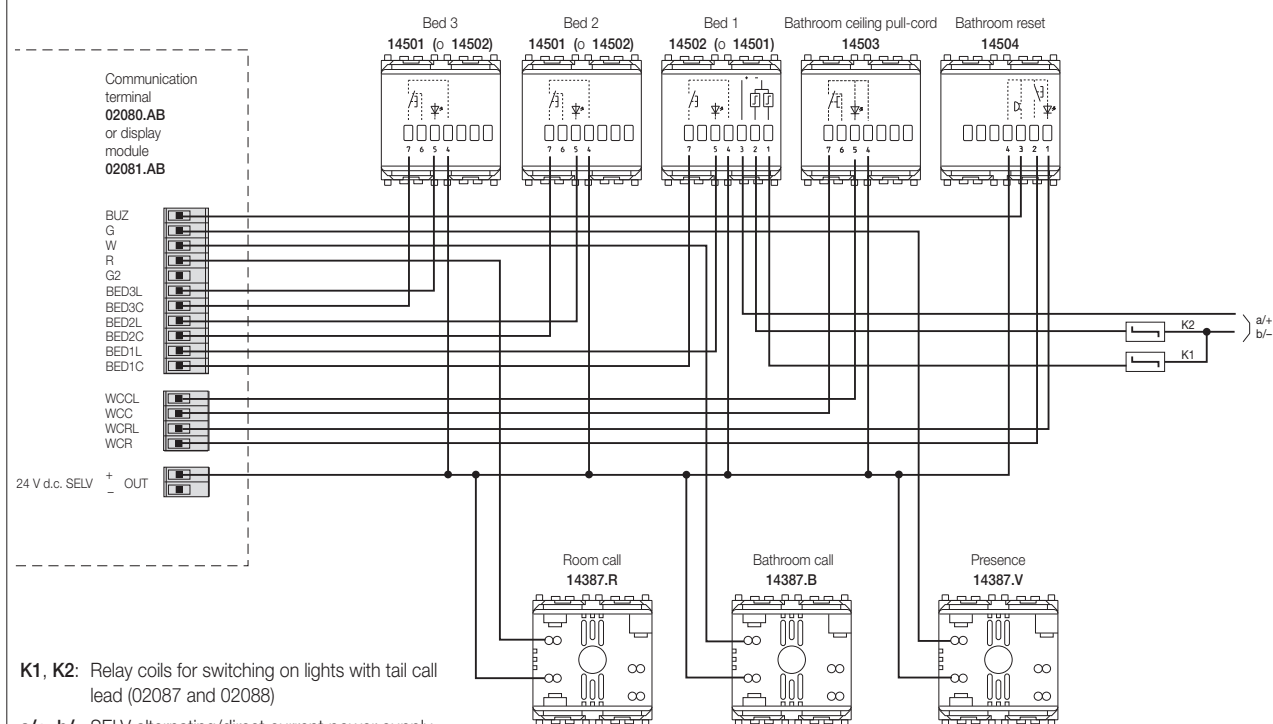 Bed 3
14501 (o 14502)
Bed 2
14501 (o 14502)
Bed 1
14502 (o 14501)
Bathroom ceiling pull-cord
14503
Bathroom reset
14504
Communication
terminal
02080.AB
or display
module
02081.AB
+ -
7 6 5 4
7 6 5 4
7 5 4 3 2 1
7 6 5 4
4 3 2 1
BUZ
G
W
R
G2
BED3L
BED3C
BED2L
BED2C
BED1L
BED1C
K2
K1
a/+
b/–
WCCL
WCC
WCRL
WCR
24 V d.c. SELV + – OUT
Room call
14387.R
Bathroom call
14387.B
Presence
14387.V
K1, K2: Relay coils for switching on lights with tail call
lead (02087 and 02088)
a/+, b/-: SELV alternating/direct current power supply